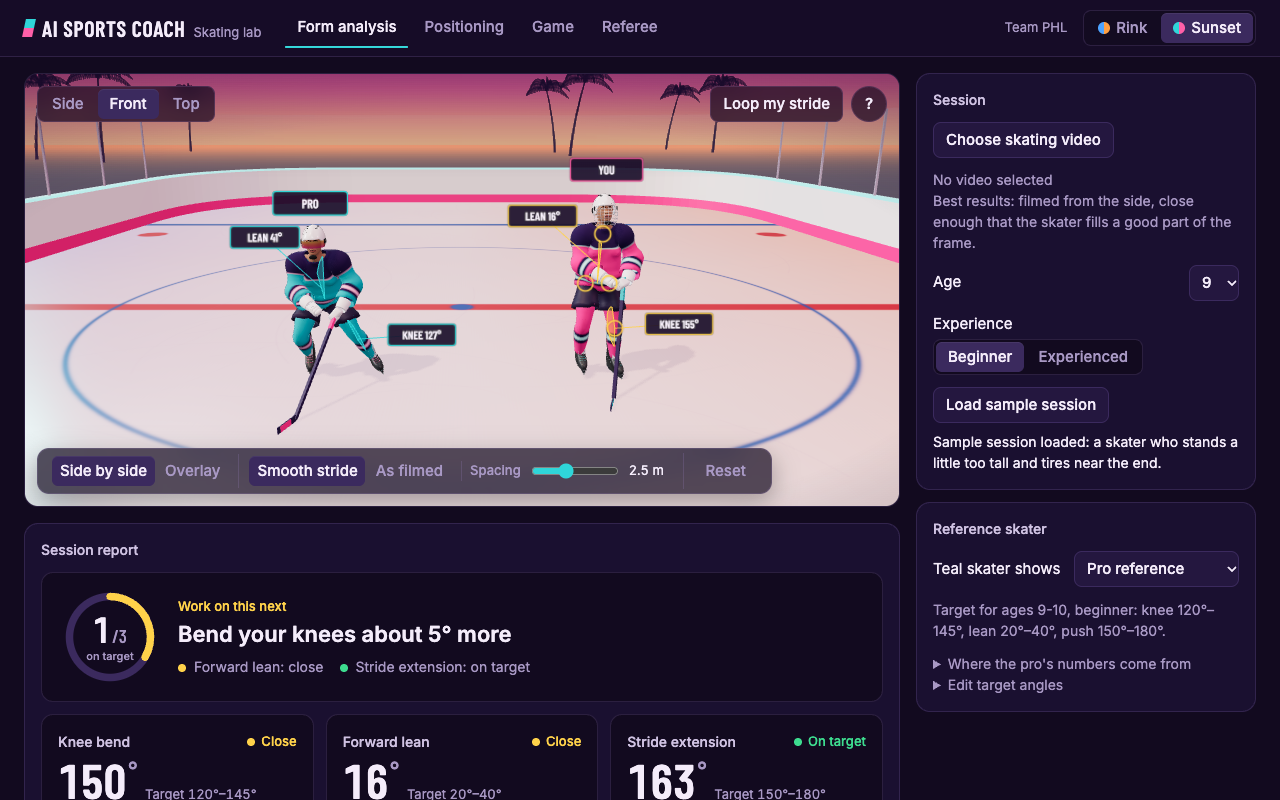 AI SPORTS COACH Skating lab Form analysis Positioning Game Referee Team PHL Rink Sunset
Side Front Top
Loop my stride ?
YOU
PRO
LEAN 16°
LEAN 41°
KNEE 155°
KNEE 127°
Side by side Overlay Smooth stride As filmed Spacing 2.5 m Reset
Session report
1/3
on target
Work on this next
Bend your knees about 5° more
Forward lean: close Stride extension: on target
Knee bend Close
150° Target 120°–145°
Forward lean Close
16° Target 20°–40°
Stride extension On target
163° Target 150°–180°
Session
Choose skating video
No video selected
Best results: filmed from the side, close
enough that the skater fills a good part of the
frame.
Age 9
Experience
Beginner Experienced
Load sample session
Sample session loaded: a skater who stands a
little too tall and tires near the end.
Reference skater
Teal skater shows Pro reference
Target for ages 9-10, beginner: knee 120°–
145°, lean 20°–40°, push 150°–180°.
Where the pro's numbers come from
Edit target angles